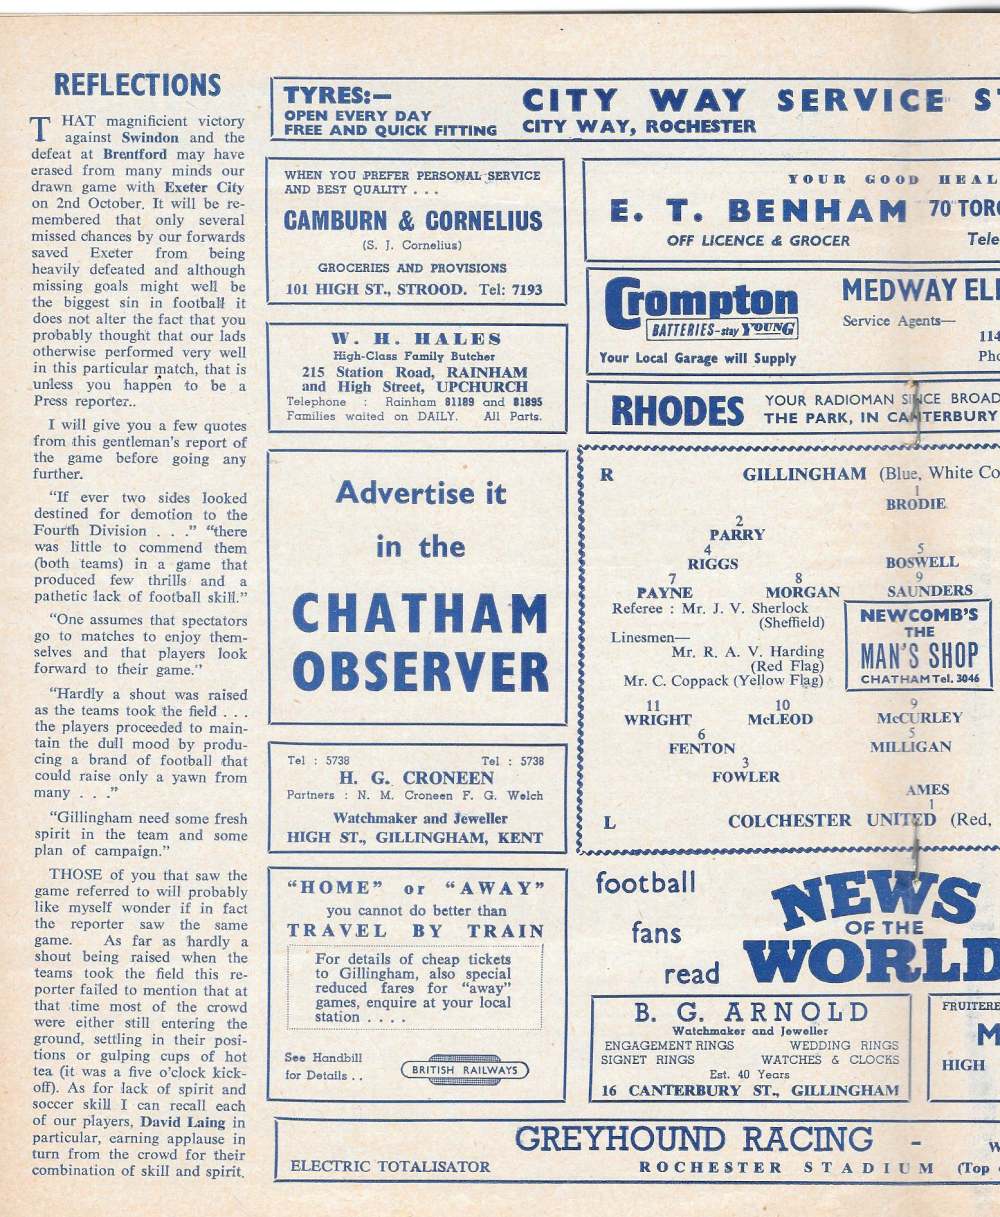 REFLECTIONS
THAT magnificient victory
against Swindon and the
defeat at Brentford may have
erased from many minds our
drawn game with Exeter City
on 2nd October. It will be re-
membered that only several
missed chances by our forwards
saved Exeter from being
heavily defeated and although
missing goals might well be
the biggest sin in football it
does not alter the fact that you
probably thought that our lads
otherwise performed very well
in this particular match, that is
unless you happen to be a
Press reporter..
I will give you a few quotes
from this gentleman's report of
the game before going any
further.
"If ever two sides looked
destined for demotion to the
Fourth Division . . ." "there
was little to commend them
(both teams) in a game that
produced few thrills and a
pathetic lack of football skill."
"One assumes that spectators
go to matches to enjoy them-
selves and that players look
forward to their game."
"Hardly a shout was raised
as the teams took the field . . .
the players proceeded to main-
tain the dull mood by produ-
cing a brand of football that
could raise only a yawn from
many . . ."
"Gillingham need some fresh
spirit in the team and some
plan of campaign."
THOSE of you that saw the
game referred to will probably
like myself wonder if in fact
the reporter saw the same
game. As far as hardly a
shout being raised when the
teams took the field this re-
porter failed to mention that at
that time most of the crowd
were either still entering the
ground, settling in their posi-
tions or gulping cups of hot
tea (it was a five o'clock kick-
off). As for lack of spirit and
soccer skill I can recall each
of our players, David Laing in
particular, earning applause in
turn from the crowd for their
combination of skill and spirit.
TYRES:—
OPEN EVERY DAY
FREE AND QUICK FITTING
CITY WAY SERVICE ST
CITY WAY, ROCHESTER
WHEN YOU PREFER PERSONAL SERVICE
AND BEST QUALITY . . .
CAMBURN & CORNELIUS
(S. J. Cornelius)
GROCERIES AND PROVISIONS
101 HIGH ST., STROOD. Tel: 7193
W. H. HALES
High-Class Family Butcher
215 Station Road, RAINHAM
and High Street, UPCHURCH
Telephone : Rainham 81189 and 81895
Families waited on DAILY. All Parts.
Advertise it
in the
CHATHAM
OBSERVER
Tel : 5738 Tel : 5738
H. G. CRONEEN
Partners : N. M. Croneen F. G. Welch
Watchmaker and Jeweller
HIGH ST., GILLINGHAM, KENT
"HOME" or "AWAY"
you cannot do better than
TRAVEL BY TRAIN
For details of cheap tickets
to Gillingham, also special
reduced fares for "away"
games, enquire at your local
station . . . .
See Handbill
for Details . .
BRITISH RAILWAYS
YOUR GOOD HEAL
E. T. BENHAM 70 TORO
OFF LICENCE & GROCER Tele
Crompton
BATTERIES-stay YOUNG
Your Local Garage will Supply
MEDWAY ELE
Service Agents—
114
Pho
RHODES
YOUR RADIOMAN SINCE BROAD
THE PARK, IN CANTERBURY
R GILLINGHAM (Blue, White Co
1
BRODIE
2
PARRY
4 5
RIGGS BOSWELL
7 8 9
PAYNE MORGAN SAUNDERS
Referee : Mr. J. V. Sherlock
(Sheffield)
Linesmen—
Mr. R. A. V. Harding
(Red Flag)
Mr. C. Coppack (Yellow Flag)
NEWCOMB'S
THE
MAN'S SHOP
CHATHAM Tel. 3046
11 10 9
WRIGHT McLEOD McCURLEY
6 5
FENTON MILLIGAN
3
FOWLER
AMES
1
L COLCHESTER UNITED (Red,
football
fans
read
NEWS
OF THE
WORLD
B. G. ARNOLD
Watchmaker and Jeweller
ENGAGEMENT RINGS WEDDING RINGS
SIGNET RINGS WATCHES & CLOCKS
Est. 40 Years
16 CANTERBURY ST., GILLINGHAM
FRUITERE
M
HIGH
GREYHOUND RACING - W
ELECTRIC TOTALISATOR ROCHESTER STADIUM (Top